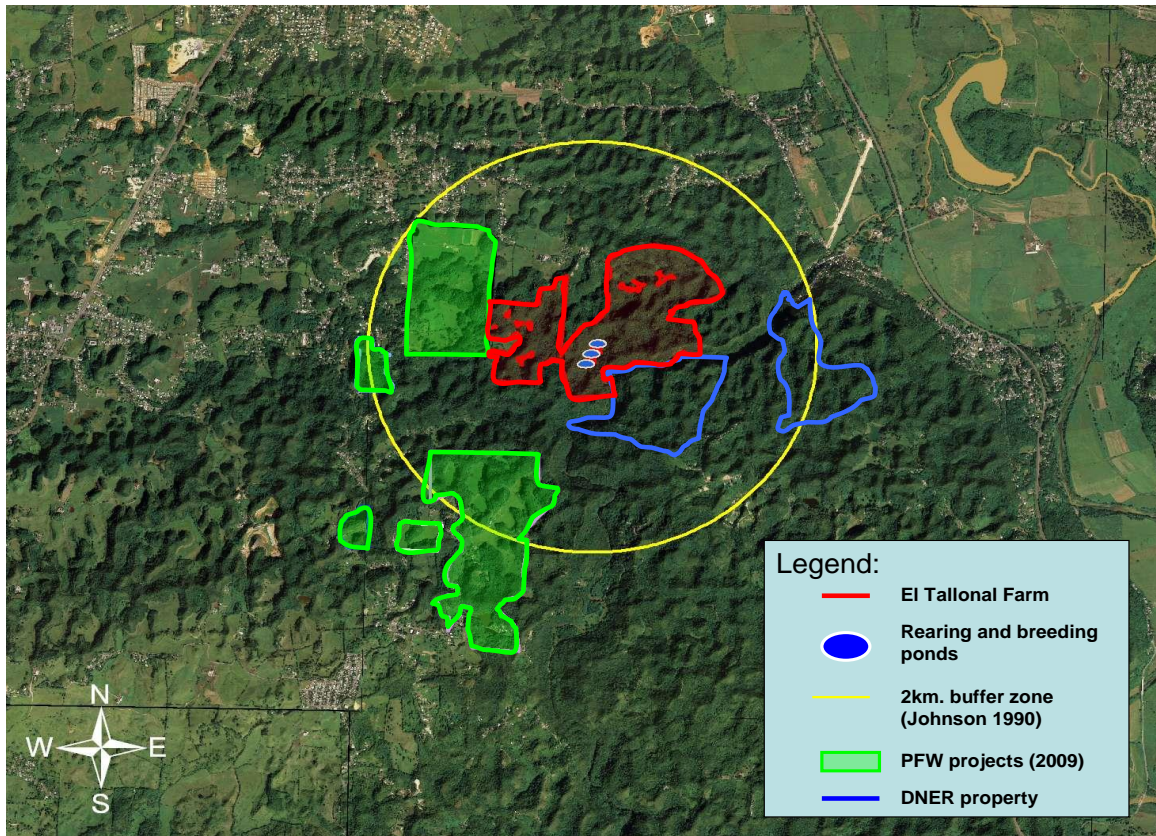 N
W E
S
Legend:
El Tallonal Farm
Rearing and breeding
ponds
2km. buffer zone
(Johnson 1990)
PFW projects (2009)
DNER property